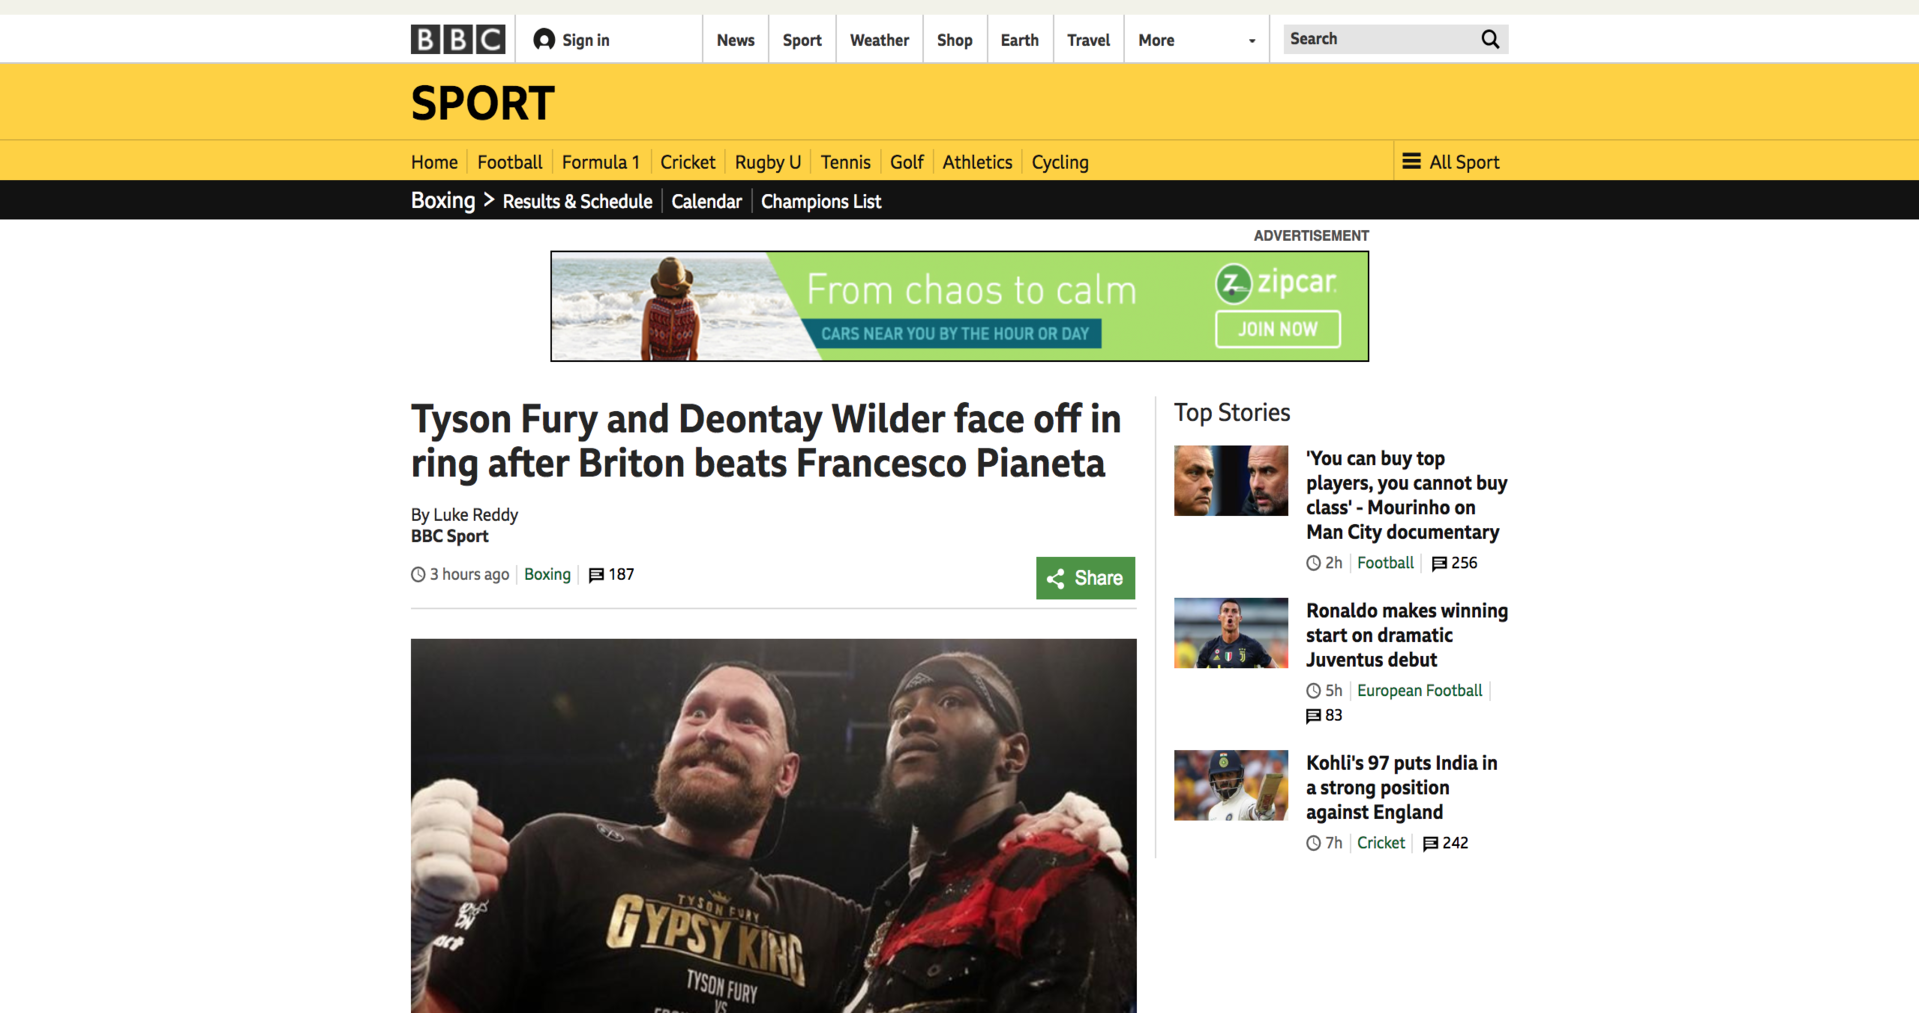 BBC
Sign in
News
Sport
Weather
Shop
Earth
Travel
More
Search
SPORT
Home
Football
Formula 1
Cricket
Rugby U
Tennis
Golf
Athletics
Cycling
All Sport
Boxing
Results & Schedule
Calendar
Champions List
ADVERTISEMENT
From chaos to calm
CARS NEAR YOU BY THE HOUR OR DAY
Z zipcar.
JOIN NOW
Tyson Fury and Deontay Wilder face off in
ring after Briton beats Francesco Pianeta
By Luke Reddy
BBC Sport
3 hours ago
Boxing
187
Share
TYSON FURY
GYPSY KING
TYSON FURY
VS
Top Stories
'You can buy top
players, you cannot buy
class' - Mourinho on
Man City documentary
2h
Football
256
Ronaldo makes winning
start on dramatic
Juventus debut
5h
European Football
83
Kohli's 97 puts India in
a strong position
against England
7h
Cricket
242